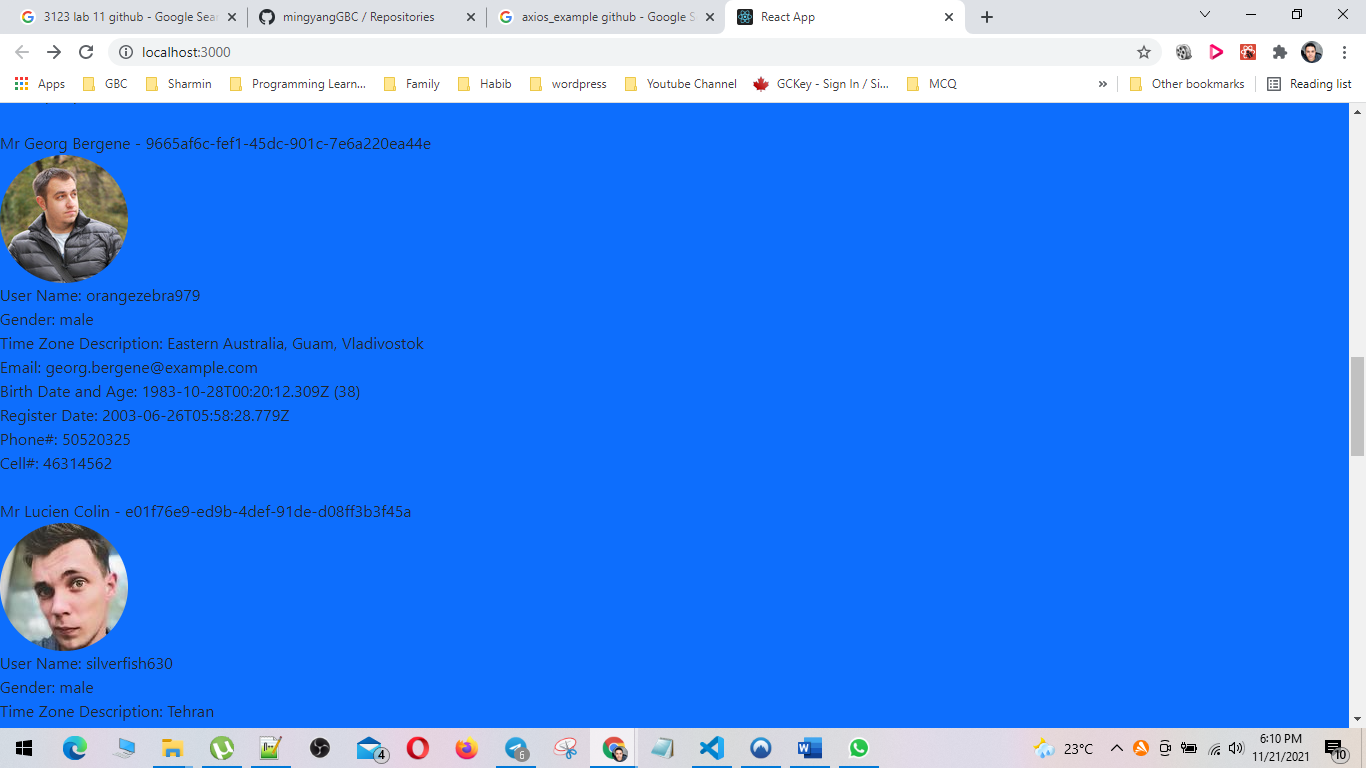 3123 lab 11 github - Google Sear
mingyangGBC / Repositories
axios_example github - Google S
React App
localhost:3000
Apps
GBC
Sharmin
Programming Learn...
Family
Habib
wordpress
Youtube Channel
GCKey - Sign In / Si...
MCQ
»
Other bookmarks
Reading list
Mr Georg Bergene - 9665af6c-fef1-45dc-901c-7e6a220ea44e
User Name: orangezebra979
Gender: male
Time Zone Description: Eastern Australia, Guam, Vladivostok
Email: georg.bergene@example.com
Birth Date and Age: 1983-10-28T00:20:12.309Z (38)
Register Date: 2003-06-26T05:58:28.779Z
Phone#: 50520325
Cell#: 46314562
Mr Lucien Colin - e01f76e9-ed9b-4def-91de-d08ff3b3f45a
User Name: silverfish630
Gender: male
Time Zone Description: Tehran
4
6
23°C
6:10 PM
11/21/2021
10